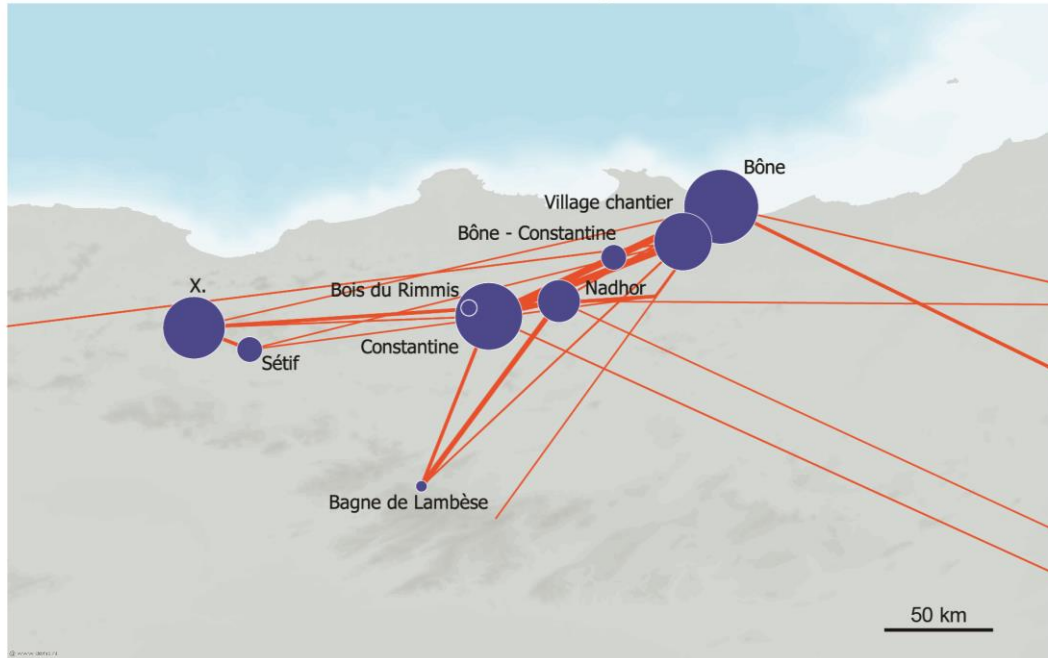 Bône
Village chantier
Bône - Constantine
X.
Bois du Rimmis
Nadhor
Constantine
Sétif
Bagne de Lambèse
50 km